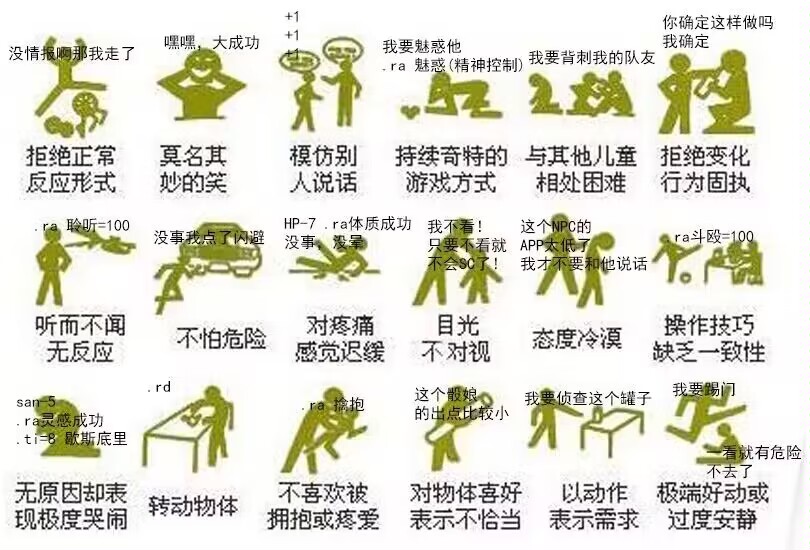 没情报啊那我走了
拒绝正常
反应形式
嘿嘿，大成功
莫名其
妙的笑
+1
+1
+1
模仿别
人说话
我要魅惑他
.ra 魅惑(精神控制)
持续奇特的
游戏方式
我要背刺我的队友
与其他儿童
相处困难
你确定这样做吗
我确定
拒绝变化
行为固执
.ra 聆听=100
听而不闻
无反应
没事我点了闪避
不怕危险
HP-7 .ra体质成功
没事，没晕
对疼痛
感觉迟缓
我不看！
只要不看就
不会SC了！
目光
不对视
这个NPC的
APP太低了
我才不要和他说话
态度冷漠
.ra斗殴=100
操作技巧
缺乏一致性
san-5
.ra灵感成功
.ti=8 歇斯底里
无原因却表
现极度哭闹
.rd
转动物体
.ra 擒抱
不喜欢被
拥抱或疼爱
这个骰娘
的出点比较小
对物体喜好
表示不恰当
我要侦查这个罐子
以动作
表示需求
我要踢门
一看就有危险
不去了
极端好动或
过度安静